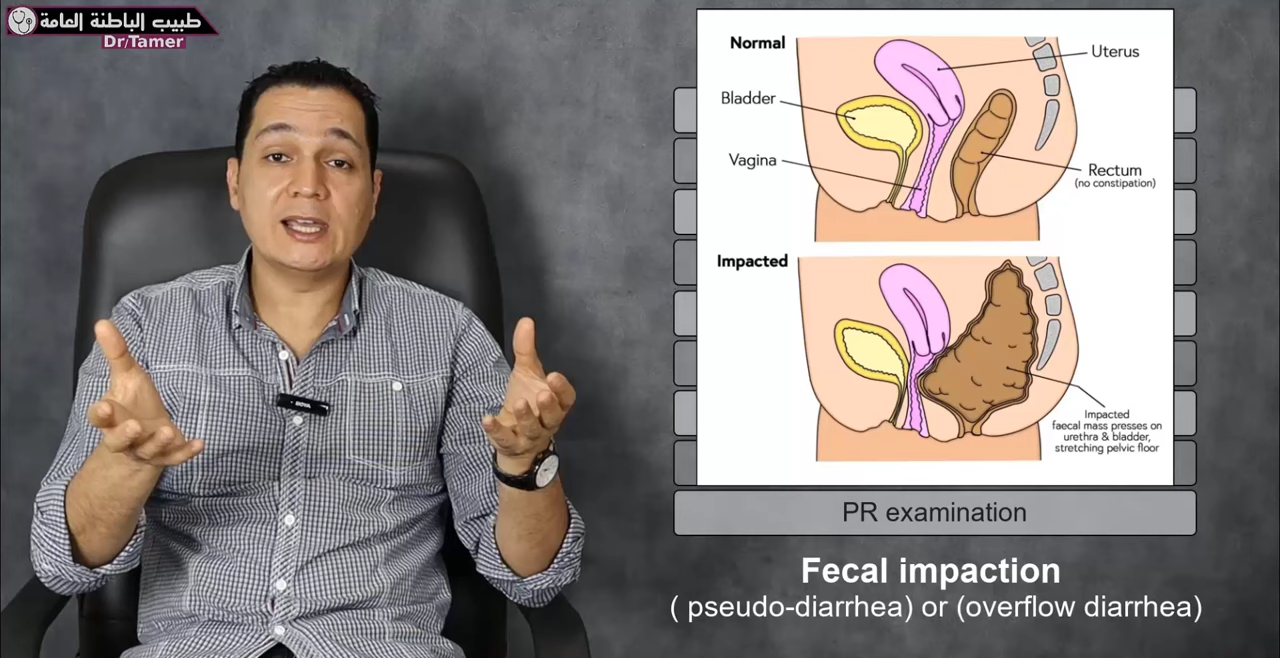 طبيب الباطنة العامة
Dr/Tamer
Normal
Uterus
Bladder
Vagina
Rectum
(no constipation)
Impacted
Impacted
faecal mass presses on
urethra & bladder,
stretching pelvic floor
PR examination
Fecal impaction
( pseudo-diarrhea) or (overflow diarrhea)